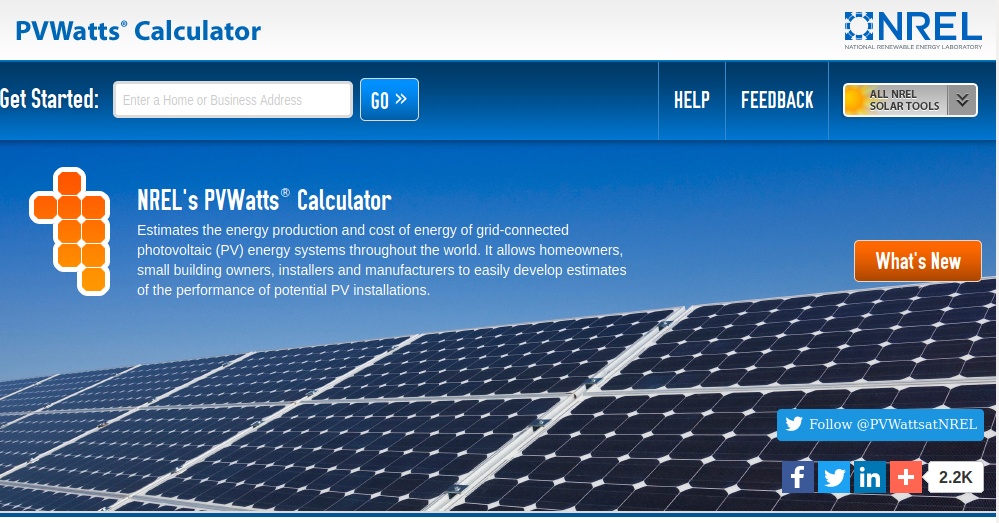 PVWatts® Calculator
NREL
NATIONAL RENEWABLE ENERGY LABORATORY
Get Started:
Enter a Home or Business Address
GO »
HELP
FEEDBACK
ALL NREL
SOLAR TOOLS
NREL's PVWatts® Calculator
Estimates the energy production and cost of energy of grid-connected
photovoltaic (PV) energy systems throughout the world. It allows homeowners,
small building owners, installers and manufacturers to easily develop estimates
of the performance of potential PV installations.
What's New
Follow @PVWattsatNREL
f
in
+
2.2K